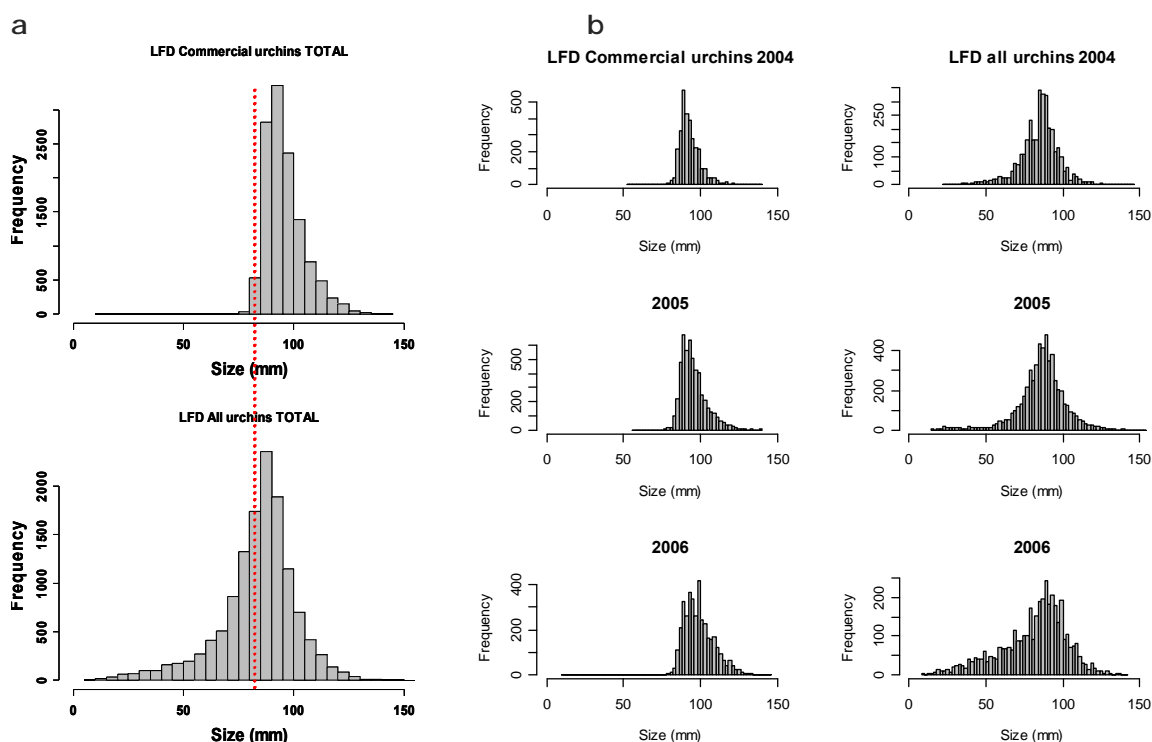 a
LFD Commercial urchins TOTAL
Frequency
0 500 1500 2500
0 50 100 150
Size (mm)
LFD All urchins TOTAL
Frequency
0 500 1000 1500 2000
0 50 100 150
Size (mm)
b
LFD Commercial urchins 2004
Frequency
0 200 500
0 50 100 150
Size (mm)
LFD all urchins 2004
Frequency
0 100 250
0 50 100 150
Size (mm)
2005
Frequency
0 200 500
0 50 100 150
Size (mm)
2005
Frequency
0 200 400
0 50 100 150
Size (mm)
2006
Frequency
0 200 400
0 50 100 150
Size (mm)
2006
Frequency
0 100 200
0 50 100 150
Size (mm)